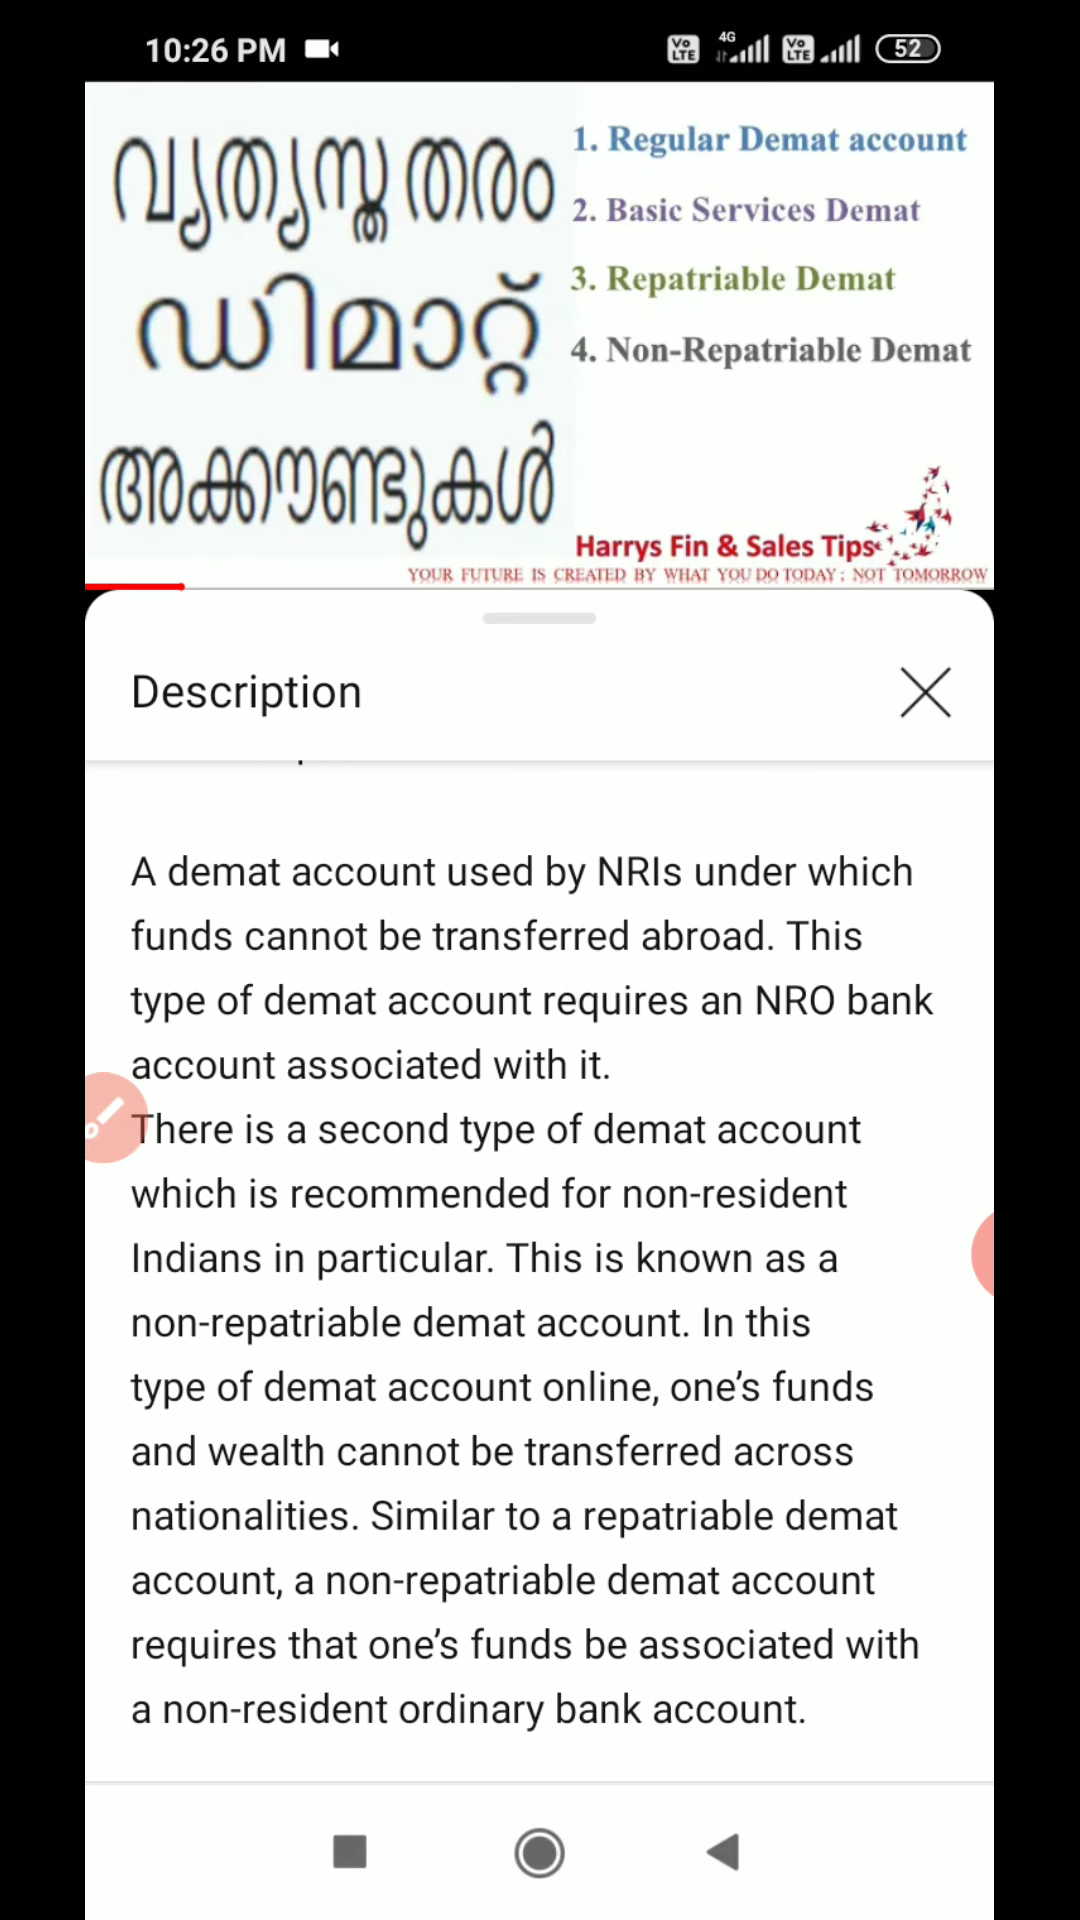 10:26 PM
Vo LTE 4G Vo LTE 52
വ്യത്യസ്ത തരം
ഡിമാറ്റ്
അക്കൗണ്ടുകൾ
1. Regular Demat account
2. Basic Services Demat
3. Repatriable Demat
4. Non-Repatriable Demat
Harrys Fin & Sales Tips
YOUR FUTURE IS CREATED BY WHAT YOU DO TODAY : NOT TOMORROW
Description
A demat account used by NRIs under which
funds cannot be transferred abroad. This
type of demat account requires an NRO bank
account associated with it.
There is a second type of demat account
which is recommended for non-resident
Indians in particular. This is known as a
non-repatriable demat account. In this
type of demat account online, one’s funds
and wealth cannot be transferred across
nationalities. Similar to a repatriable demat
account, a non-repatriable demat account
requires that one’s funds be associated with
a non-resident ordinary bank account.